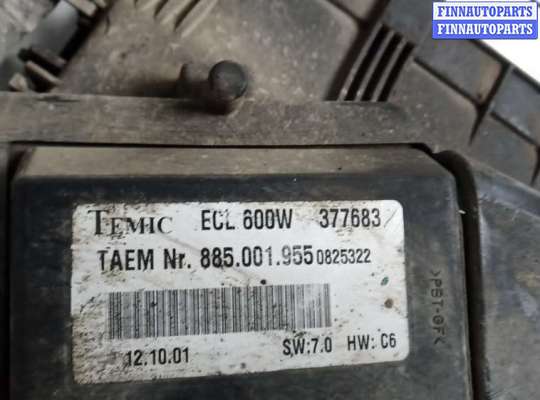 FINNAUTOPARTS
FINNAUTOPARTS
TEMIC ECL 600W 377683/
TAEM Nr. 885.001.955 0825322
12.10.01 SW:7.0 HW: C6
>PBT-GF<